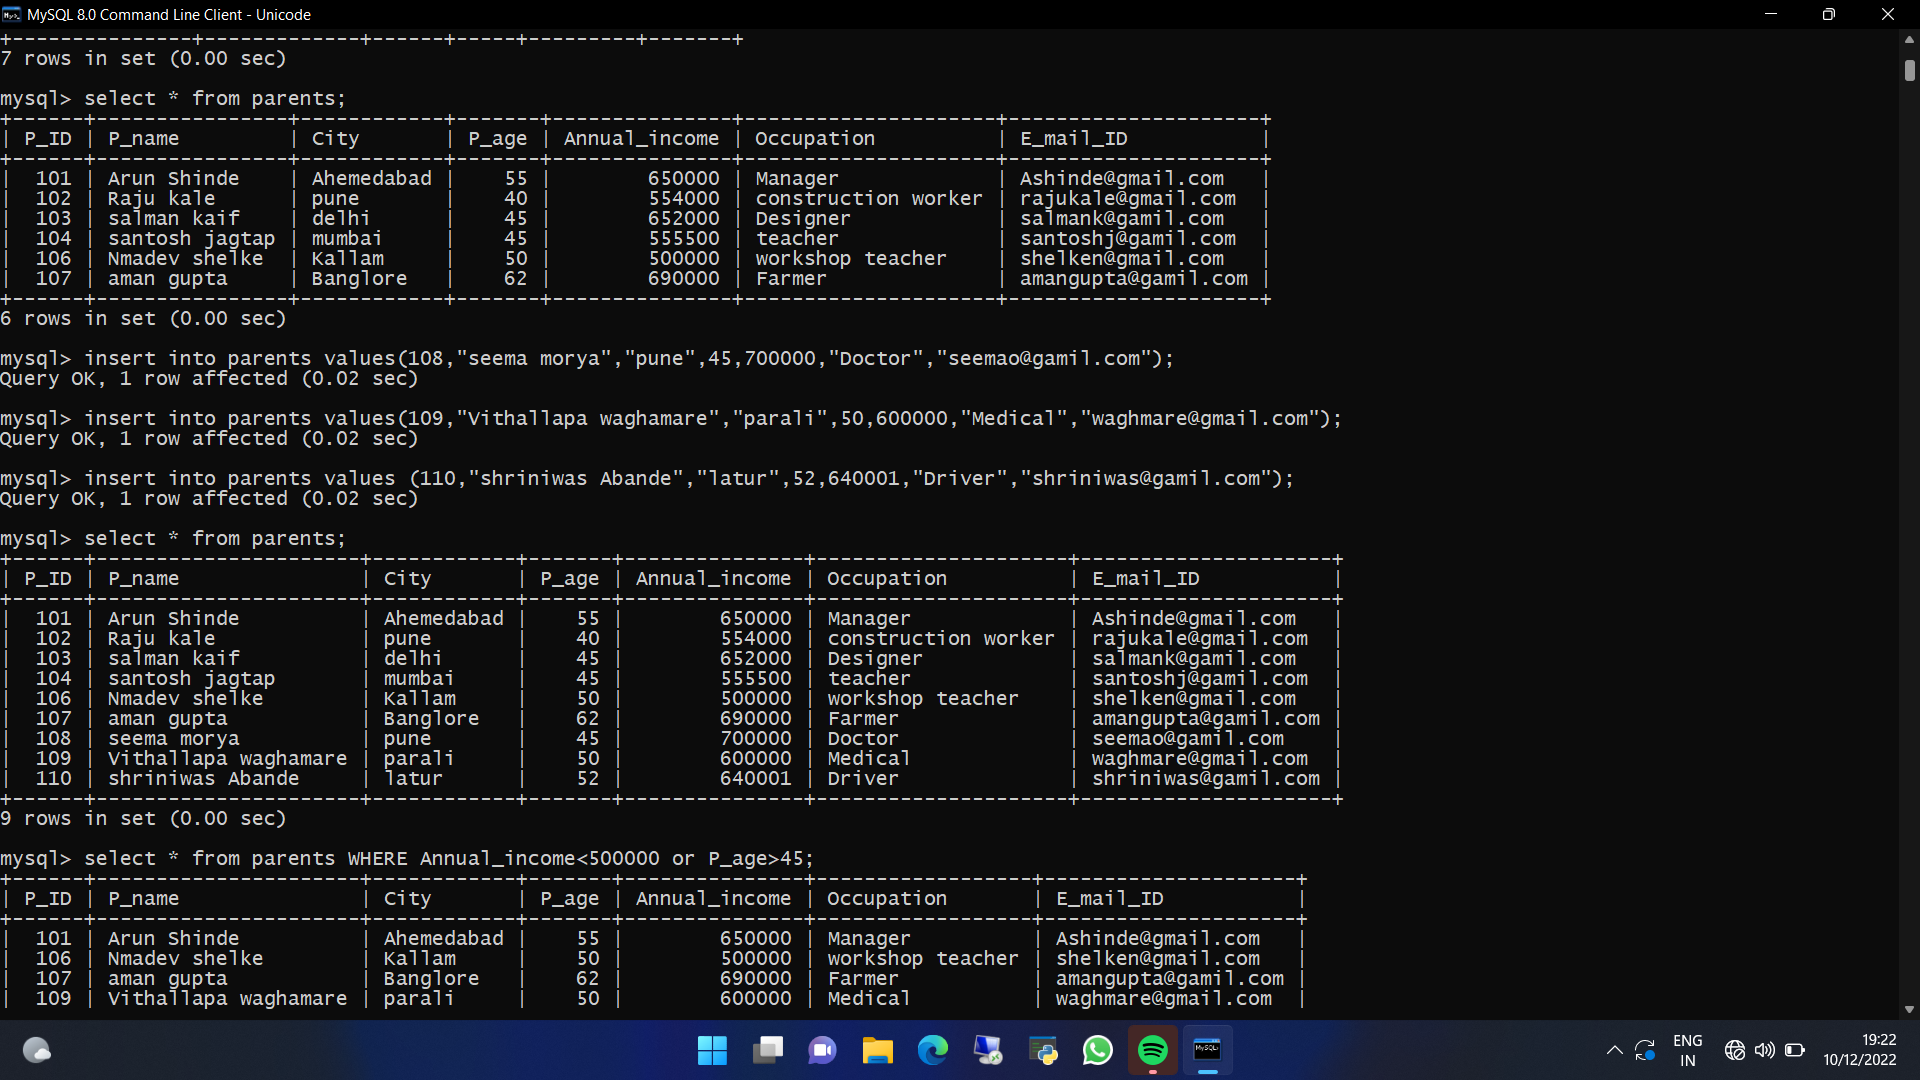 MySQL 8.0 Command Line Client - Unicode
+---------------+-------------+------+-----+---------+-------+
7 rows in set (0.00 sec)
mysql> select * from parents;
+------+----------------+------------+-------+---------------+---------------------+---------------------+
| P_ID | P_name         | City       | P_age | Annual_income | Occupation          | E_mail_ID           |
+------+----------------+------------+-------+---------------+---------------------+---------------------+
|  101 | Arun Shinde    | Ahemedabad |    55 |        650000 | Manager             | Ashinde@gmail.com   |
|  102 | Raju kale      | pune       |    40 |        554000 | construction worker | rajukale@gmail.com  |
|  103 | salman kaif    | delhi      |    45 |        652000 | Designer            | salmank@gamil.com   |
|  104 | santosh jagtap | mumbai     |    45 |        555500 | teacher             | santoshj@gamil.com  |
|  106 | Nmadev shelke  | Kallam     |    50 |        500000 | workshop teacher    | shelken@gmail.com   |
|  107 | aman gupta     | Banglore   |    62 |        690000 | Farmer              | amangupta@gamil.com |
+------+----------------+------------+-------+---------------+---------------------+---------------------+
6 rows in set (0.00 sec)
mysql> insert into parents values(108,"seema morya","pune",45,700000,"Doctor","seemao@gamil.com");
Query OK, 1 row affected (0.02 sec)
mysql> insert into parents values(109,"Vithallapa waghamare","parali",50,600000,"Medical","waghmare@gmail.com");
Query OK, 1 row affected (0.02 sec)
mysql> insert into parents values (110,"shriniwas Abande","latur",52,640001,"Driver","shriniwas@gamil.com");
Query OK, 1 row affected (0.02 sec)
mysql> select * from parents;
+------+----------------------+------------+-------+---------------+---------------------+---------------------+
| P_ID | P_name               | City       | P_age | Annual_income | Occupation          | E_mail_ID           |
+------+----------------------+------------+-------+---------------+---------------------+---------------------+
|  101 | Arun Shinde          | Ahemedabad |    55 |        650000 | Manager             | Ashinde@gmail.com   |
|  102 | Raju kale            | pune       |    40 |        554000 | construction worker | rajukale@gmail.com  |
|  103 | salman kaif          | delhi      |    45 |        652000 | Designer            | salmank@gamil.com   |
|  104 | santosh jagtap       | mumbai     |    45 |        555500 | teacher             | santoshj@gamil.com  |
|  106 | Nmadev shelke        | Kallam     |    50 |        500000 | workshop teacher    | shelken@gmail.com   |
|  107 | aman gupta           | Banglore   |    62 |        690000 | Farmer              | amangupta@gamil.com |
|  108 | seema morya          | pune       |    45 |        700000 | Doctor              | seemao@gamil.com    |
|  109 | Vithallapa waghamare | parali     |    50 |        600000 | Medical             | waghmare@gmail.com  |
|  110 | shriniwas Abande     | latur      |    52 |        640001 | Driver              | shriniwas@gamil.com |
+------+----------------------+------------+-------+---------------+---------------------+---------------------+
9 rows in set (0.00 sec)
mysql> select * from parents WHERE Annual_income<500000 or P_age>45;
+------+----------------------+------------+-------+---------------+------------------+---------------------+
| P_ID | P_name               | City       | P_age | Annual_income | Occupation       | E_mail_ID           |
+------+----------------------+------------+-------+---------------+------------------+---------------------+
|  101 | Arun Shinde          | Ahemedabad |    55 |        650000 | Manager          | Ashinde@gmail.com   |
|  106 | Nmadev shelke        | Kallam     |    50 |        500000 | workshop teacher | shelken@gmail.com   |
|  107 | aman gupta           | Banglore   |    62 |        690000 | Farmer           | amangupta@gamil.com |
|  109 | Vithallapa waghamare | parali     |    50 |        600000 | Medical          | waghmare@gmail.com  |
ENG
IN
19:22
10/12/2022